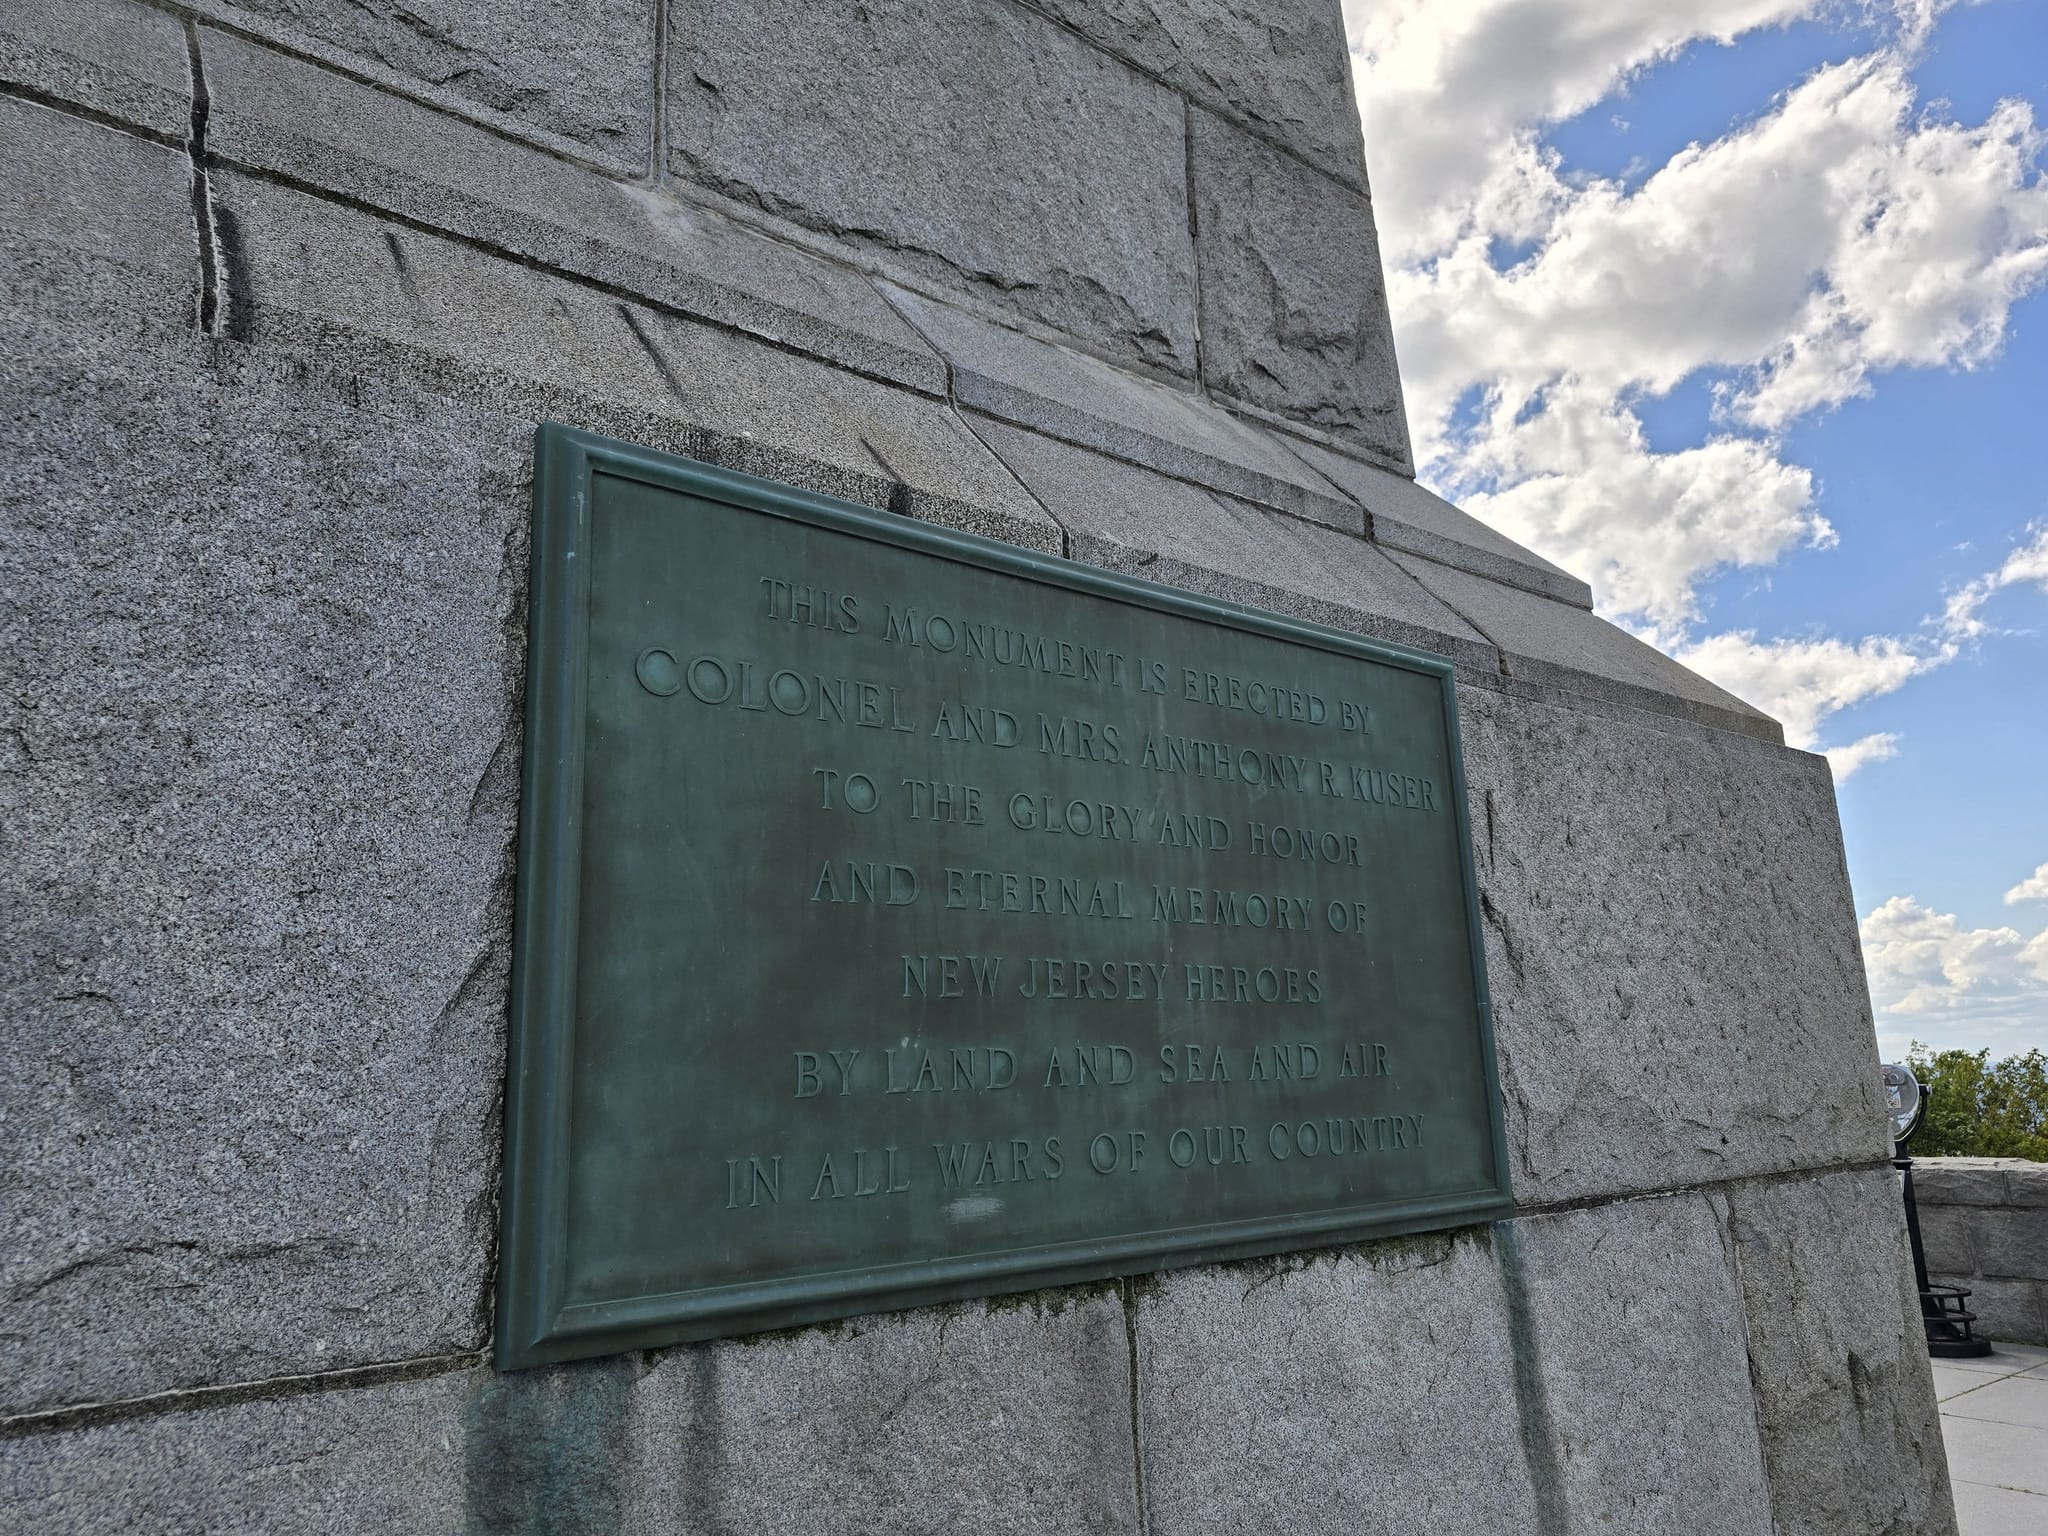 THIS MONUMENT IS ERECTED BY
COLONEL AND MRS. ANTHONY R. KUSER
TO THE GLORY AND HONOR
AND ETERNAL MEMORY OF
NEW JERSEY HEROES
BY LAND AND SEA AND AIR
IN ALL WARS OF OUR COUNTRY